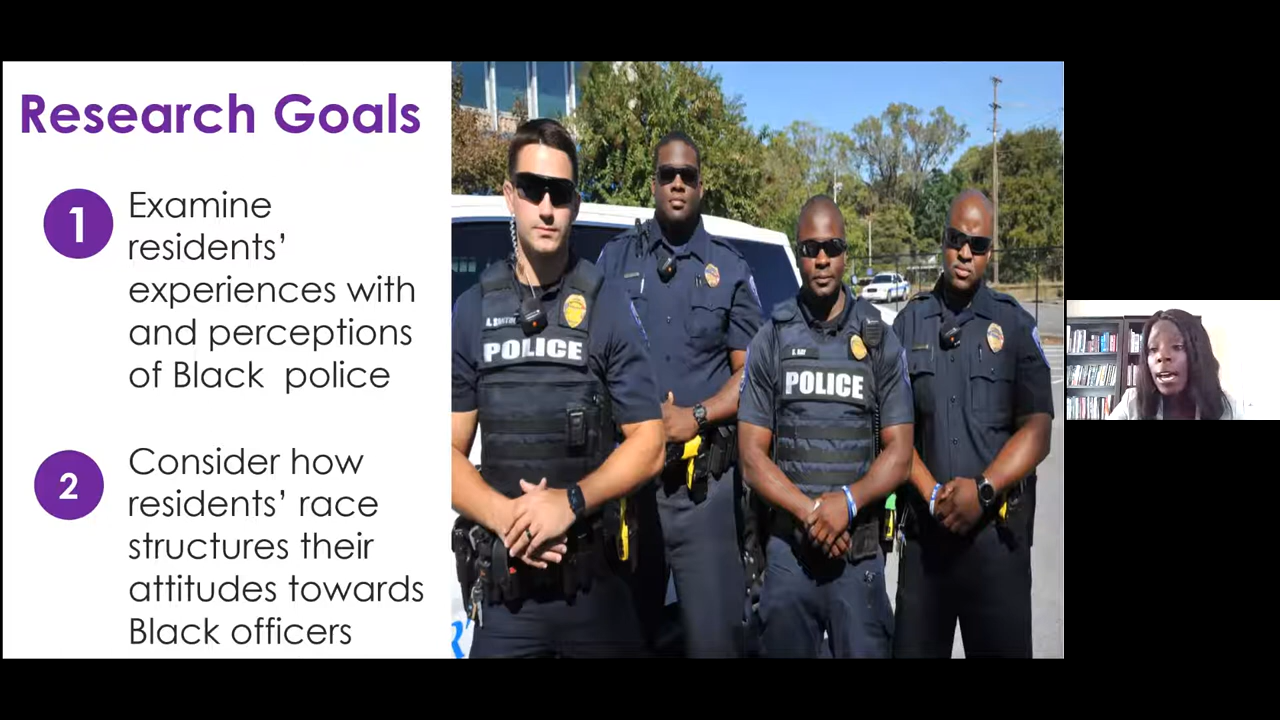 Research Goals
1
Examine
residents’
experiences with
and perceptions
of Black police
2
Consider how
residents’ race
structures their
attitudes towards
Black officers
POLICE
POLICE